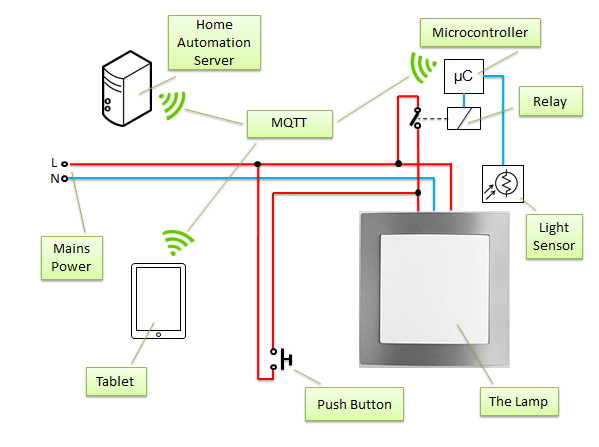 Home
Automation
Server
Microcontroller
µC
Relay
MQTT
L
N
Mains
Power
Light
Sensor
Tablet
Push Button
The Lamp